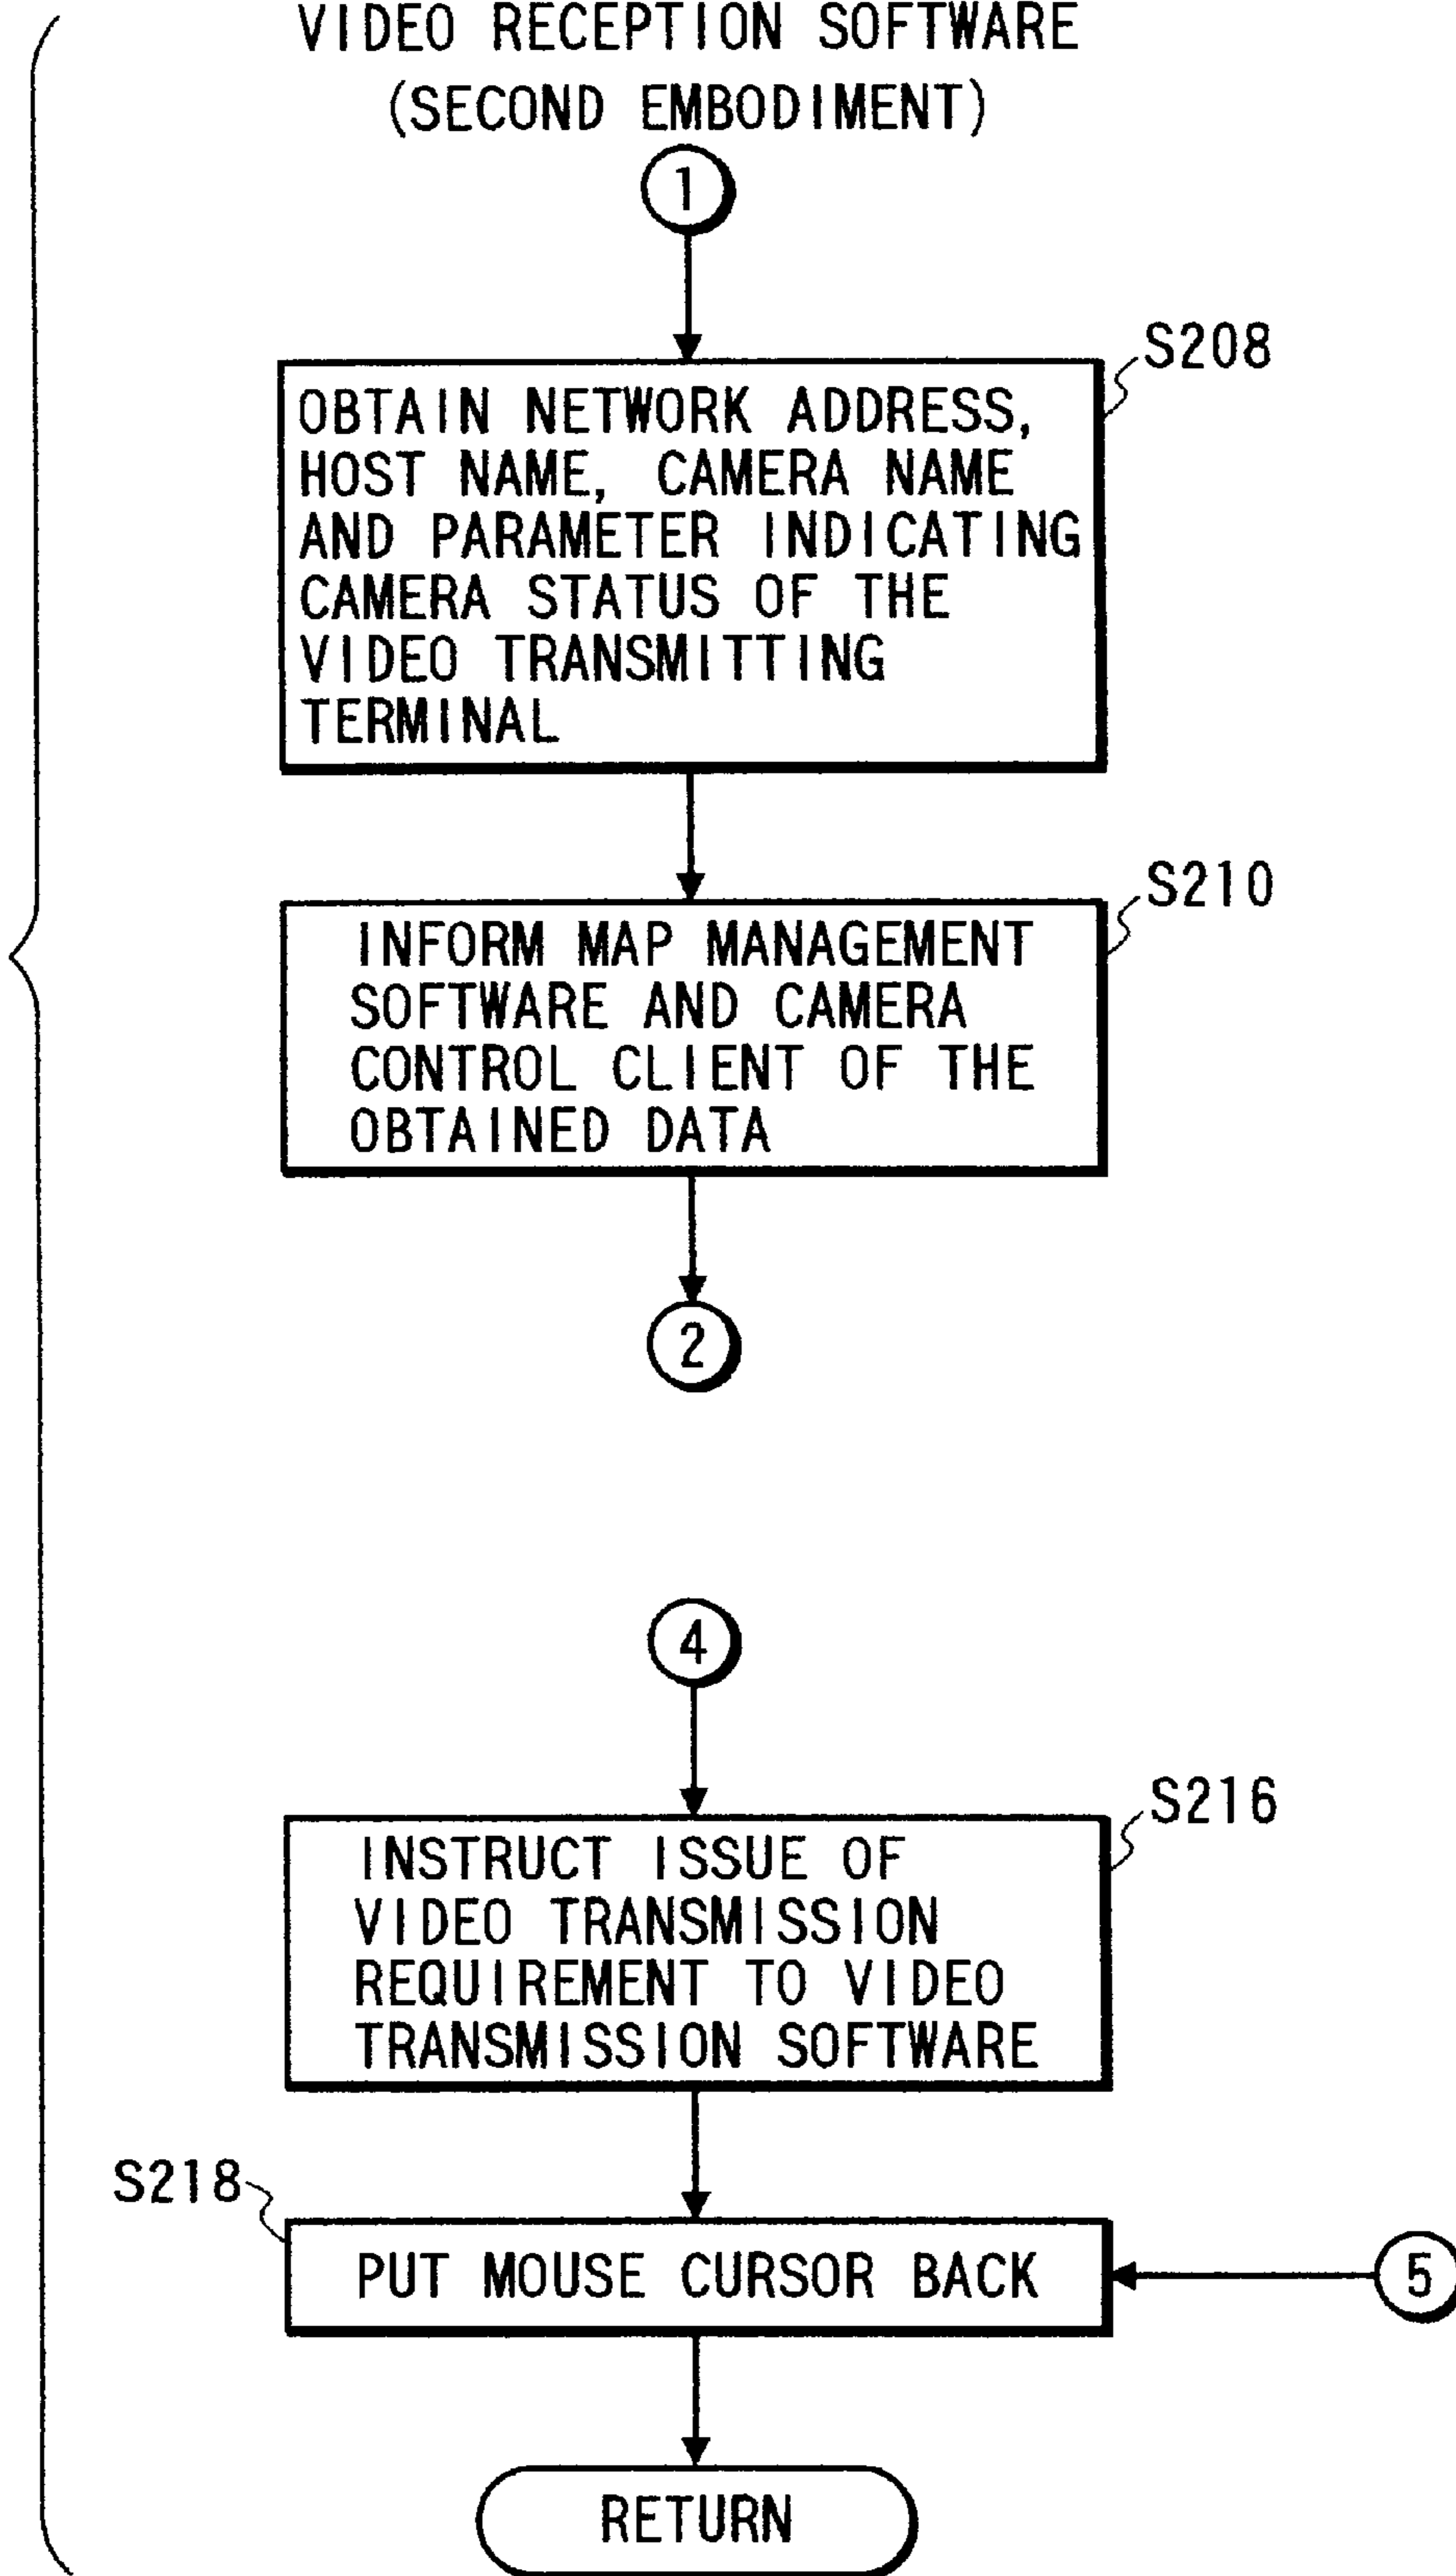 VIDEO RECEPTION SOFTWARE
(SECOND EMBODIMENT)
1
S208
OBTAIN NETWORK ADDRESS,
HOST NAME, CAMERA NAME
AND PARAMETER INDICATING
CAMERA STATUS OF THE
VIDEO TRANSMITTING
TERMINAL
S210
INFORM MAP MANAGEMENT
SOFTWARE AND CAMERA
CONTROL CLIENT OF THE
OBTAINED DATA
2
4
S216
INSTRUCT ISSUE OF
VIDEO TRANSMISSION
REQUIREMENT TO VIDEO
TRANSMISSION SOFTWARE
S218
PUT MOUSE CURSOR BACK
5
RETURN